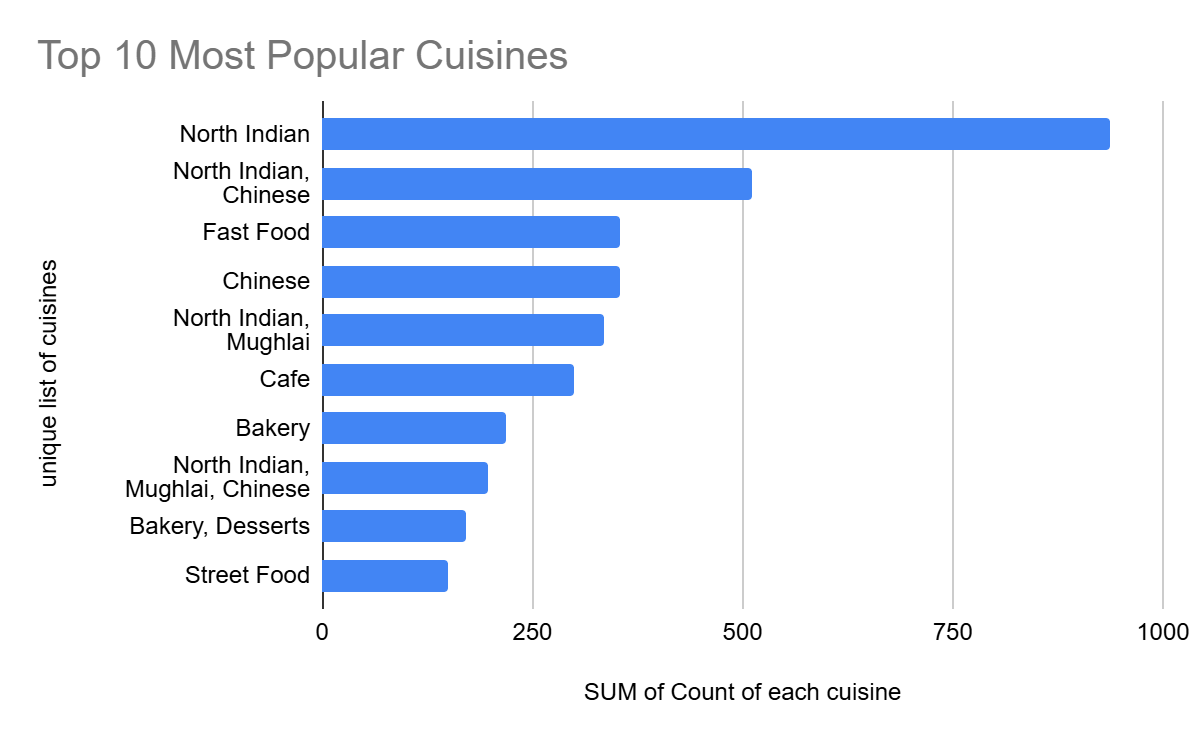 Top 10 Most Popular Cuisines
unique list of cuisines
North Indian
North Indian,
Chinese
Fast Food
Chinese
North Indian,
Mughlai
Cafe
Bakery
North Indian,
Mughlai, Chinese
Bakery, Desserts
Street Food
0 250 500 750 1000
SUM of Count of each cuisine